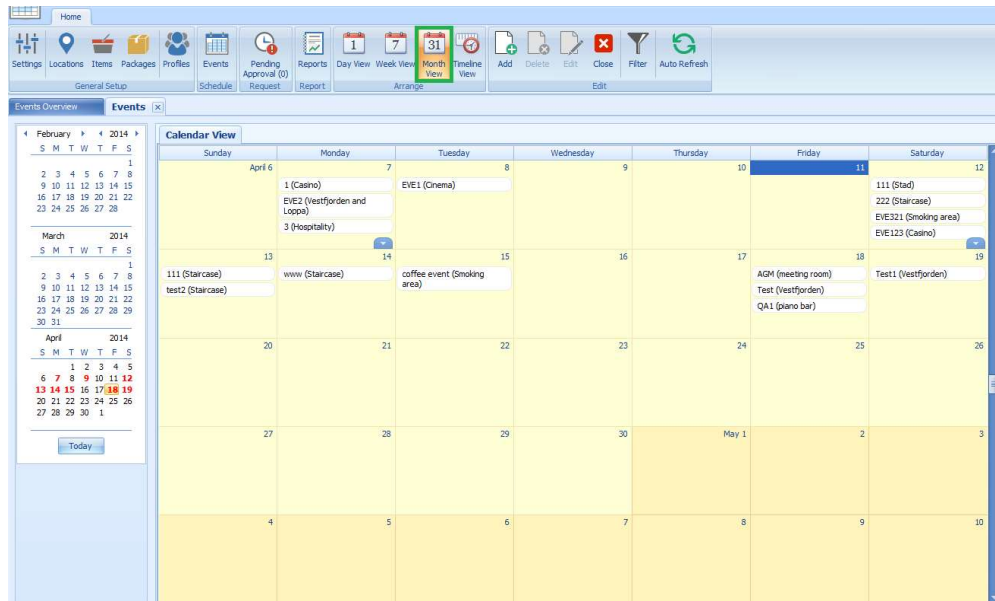 Home
Settings Locations Items Packages Profiles Events Pending Approval (0) Reports Day View Week View Month View Timeline View Add Delete Edit Close Filter Auto Refresh
General Setup Schedule Request Report Arrange Edit
Events Overview Events
February 2014
S M T W T F S
1
2 3 4 5 6 7 8
9 10 11 12 13 14 15
16 17 18 19 20 21 22
23 24 25 26 27 28
March 2014
S M T W T F S
1
2 3 4 5 6 7 8
9 10 11 12 13 14 15
16 17 18 19 20 21 22
23 24 25 26 27 28 29
30 31
April 2014
S M T W T F S
1 2 3 4 5
6 7 8 9 10 11 12
13 14 15 16 17 18 19
20 21 22 23 24 25 26
27 28 29 30 1
Today
Calendar View
Sunday Monday Tuesday Wednesday Thursday Friday Saturday
April 6 7 8 9 10 11 12
1 (Casino) EVE1 (Cinema) 111 (Stad)
EVE2 (Vestfjorden and Loppa) 222 (Staircase)
3 (Hospitality) EVE321 (Smoking area)
EVE123 (Casino)
13 14 15 16 17 18 19
111 (Staircase) www (Staircase) coffee event (Smoking area) AGM (meeting room) Test1 (Vestfjorden)
test2 (Staircase) Test (Vestfjorden)
QA1 (piano bar)
20 21 22 23 24 25 26
27 28 29 30 May 1 2 3
4 5 6 7 8 9 10